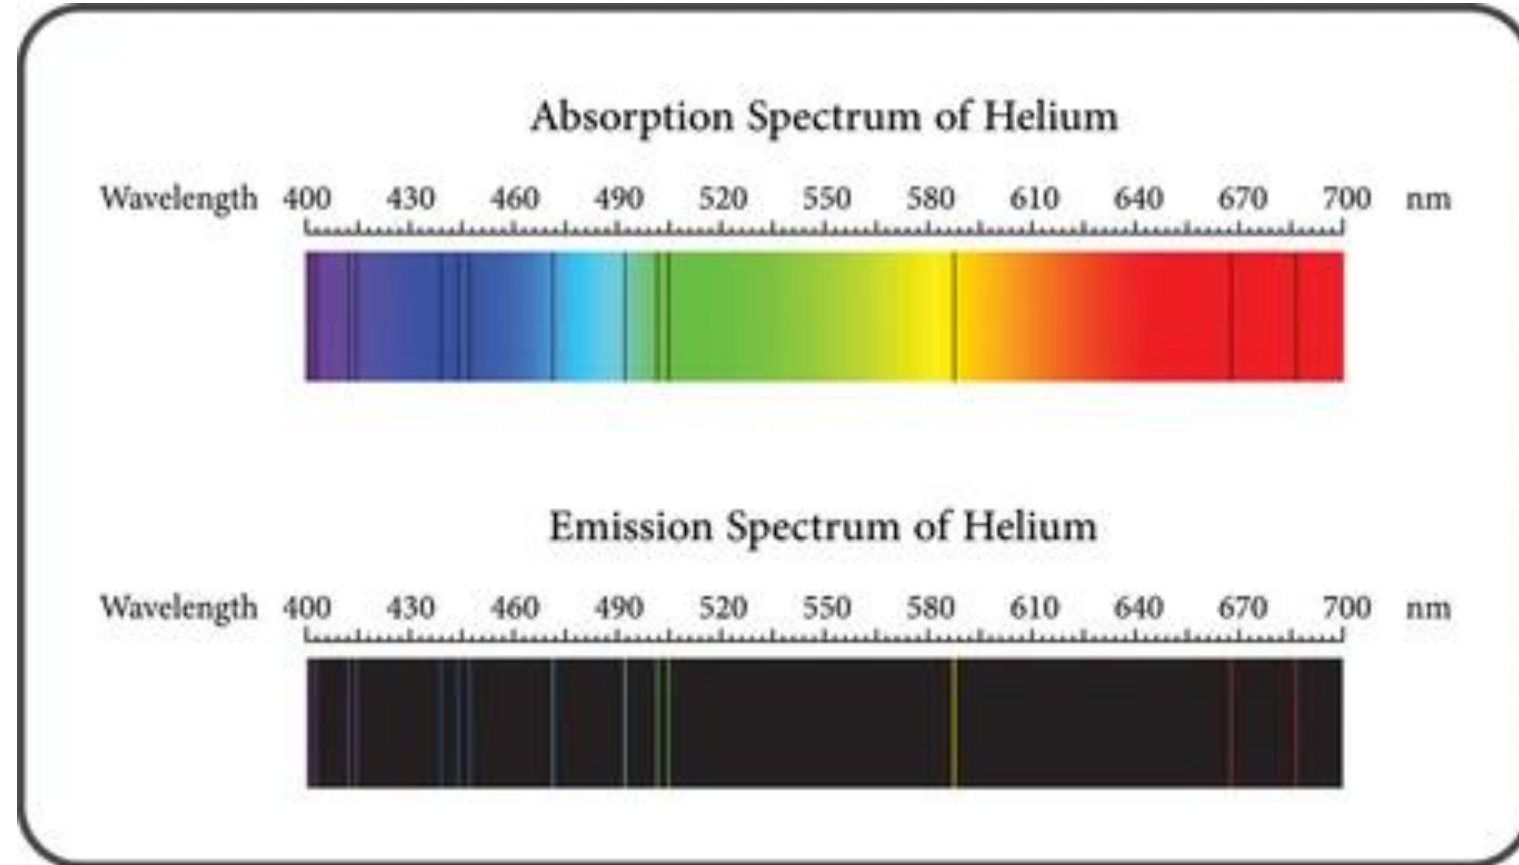 Absorption Spectrum of Helium
Wavelength 400 430 460 490 520 550 580 610 640 670 700 nm
Emission Spectrum of Helium
Wavelength 400 430 460 490 520 550 580 610 640 670 700 nm